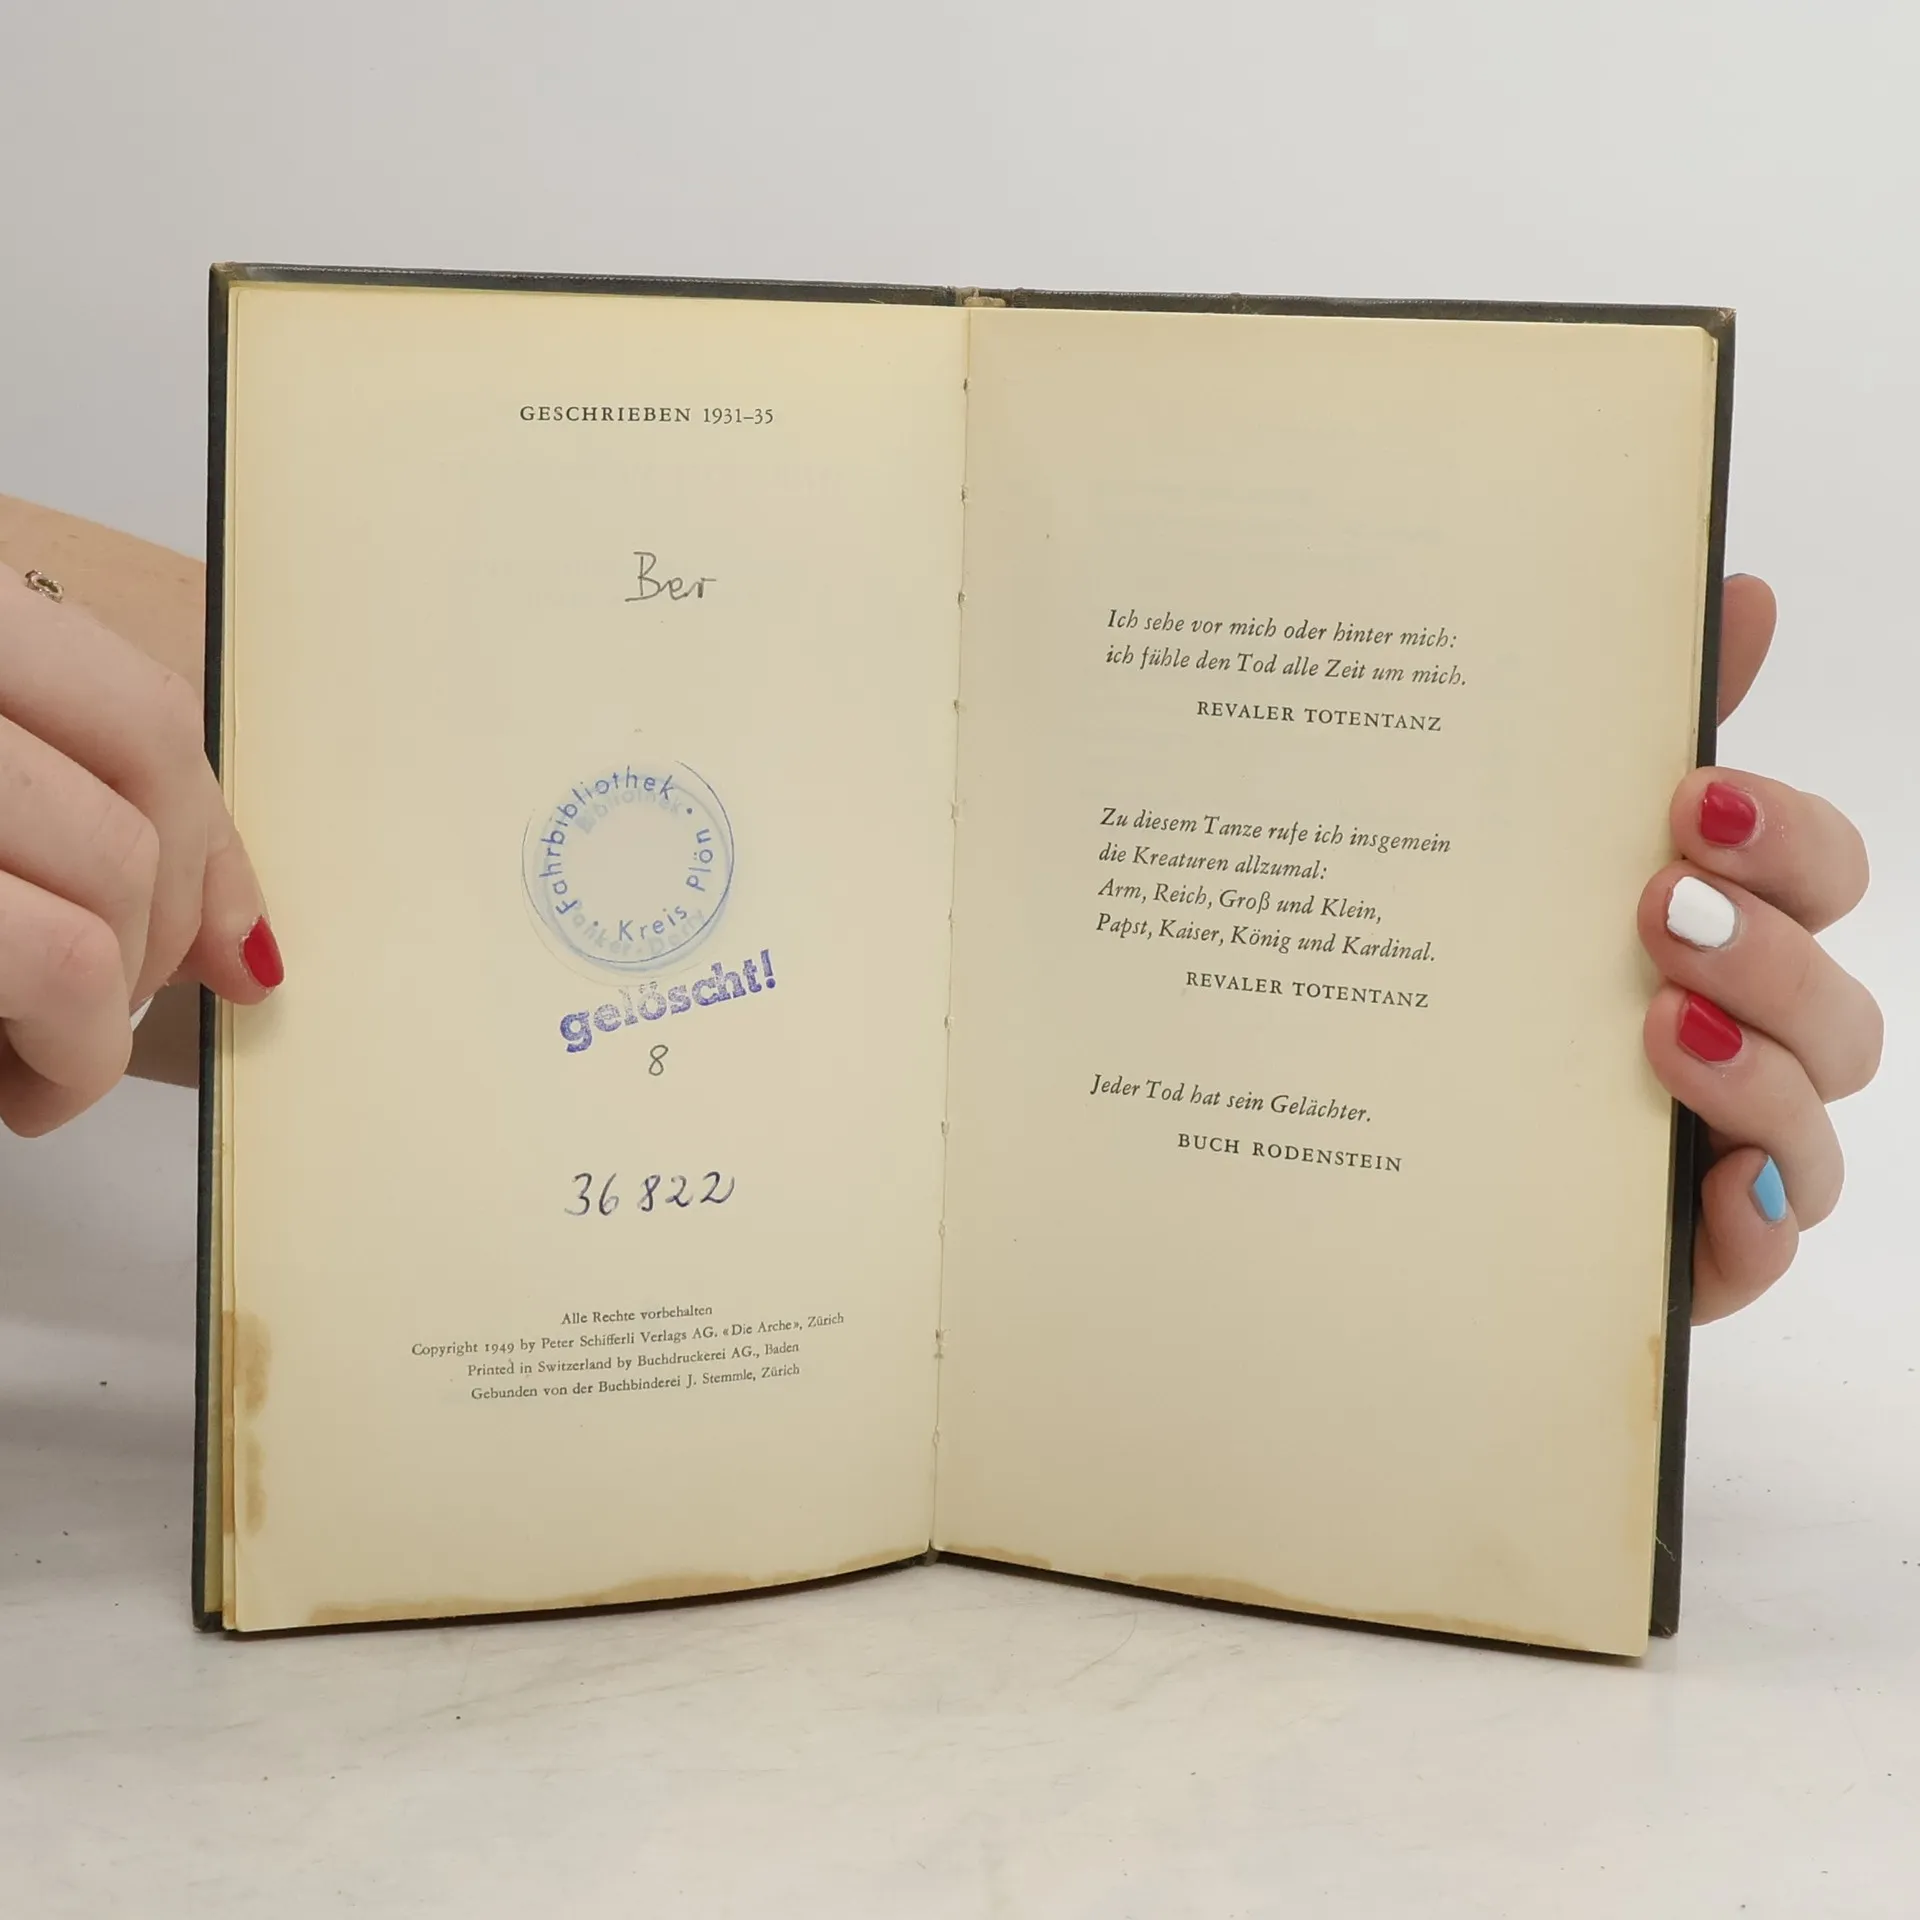 GESCHRIEBEN 1931–35
Ber
Fahrbibliothek · Kreis Plön ·
Bibliothek
gelöscht!
8
36 822
Alle Rechte vorbehalten
Copyright 1949 by Peter Schifferli Verlags AG. «Die Arche», Zürich
Printed in Switzerland by Buchdruckerei AG., Baden
Gebunden von der Buchbinderei J. Stemmle, Zürich
Ich sehe vor mich oder hinter mich:
ich fühle den Tod alle Zeit um mich.
REVALER TOTENTANZ
Zu diesem Tanze rufe ich insgemein
die Kreaturen allzumal:
Arm, Reich, Groß und Klein,
Papst, Kaiser, König und Kardinal.
REVALER TOTENTANZ
Jeder Tod hat sein Gelächter.
BUCH RODENSTEIN